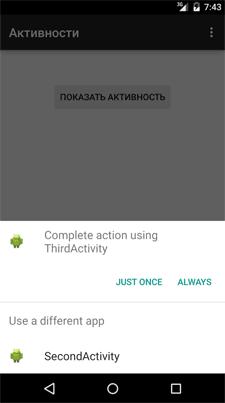 3G 7:43
Активности
ПОКАЗАТЬ АКТИВНОСТЬ
Complete action using
ThirdActivity
JUST ONCE ALWAYS
Use a different app
SecondActivity